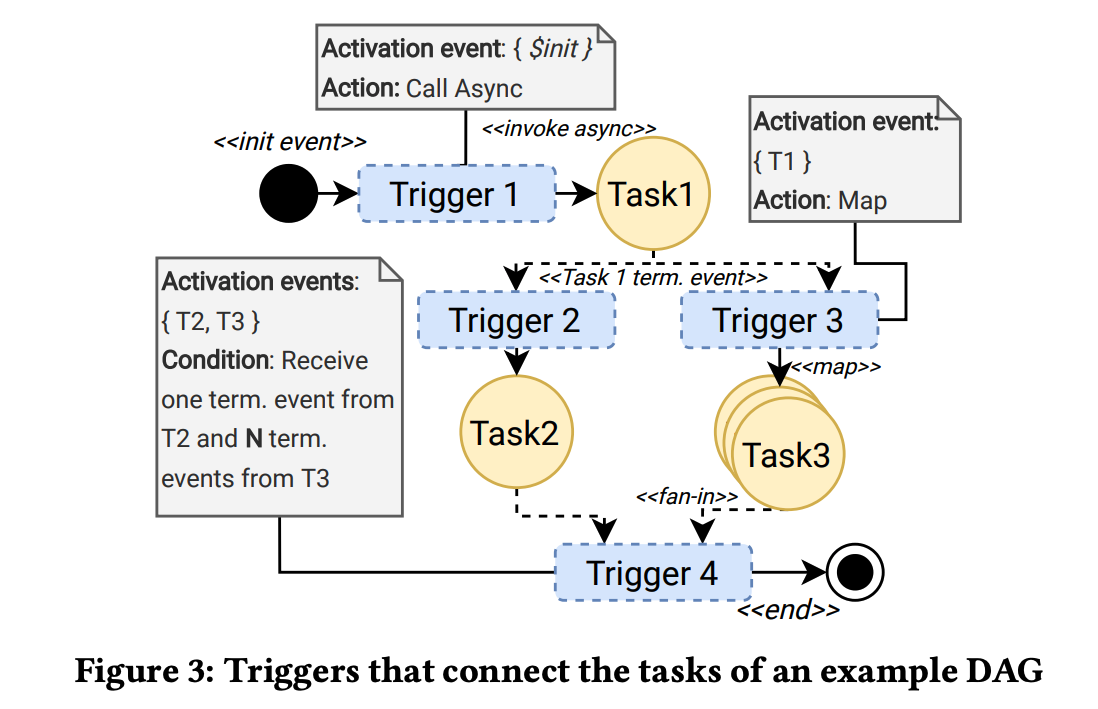 Activation event: { $init }
Action: Call Async
<<init event>>
<<invoke async>>
Trigger 1
Task1
Activation event:
{ T1 }
Action: Map
<<Task 1 term. event>>
Activation events:
{ T2, T3 }
Condition: Receive
one term. event from
T2 and N term.
events from T3
Trigger 2
Trigger 3
<<map>>
Task2
Task3
<<fan-in>>
Trigger 4
<<end>>
Figure 3: Triggers that connect the tasks of an example DAG